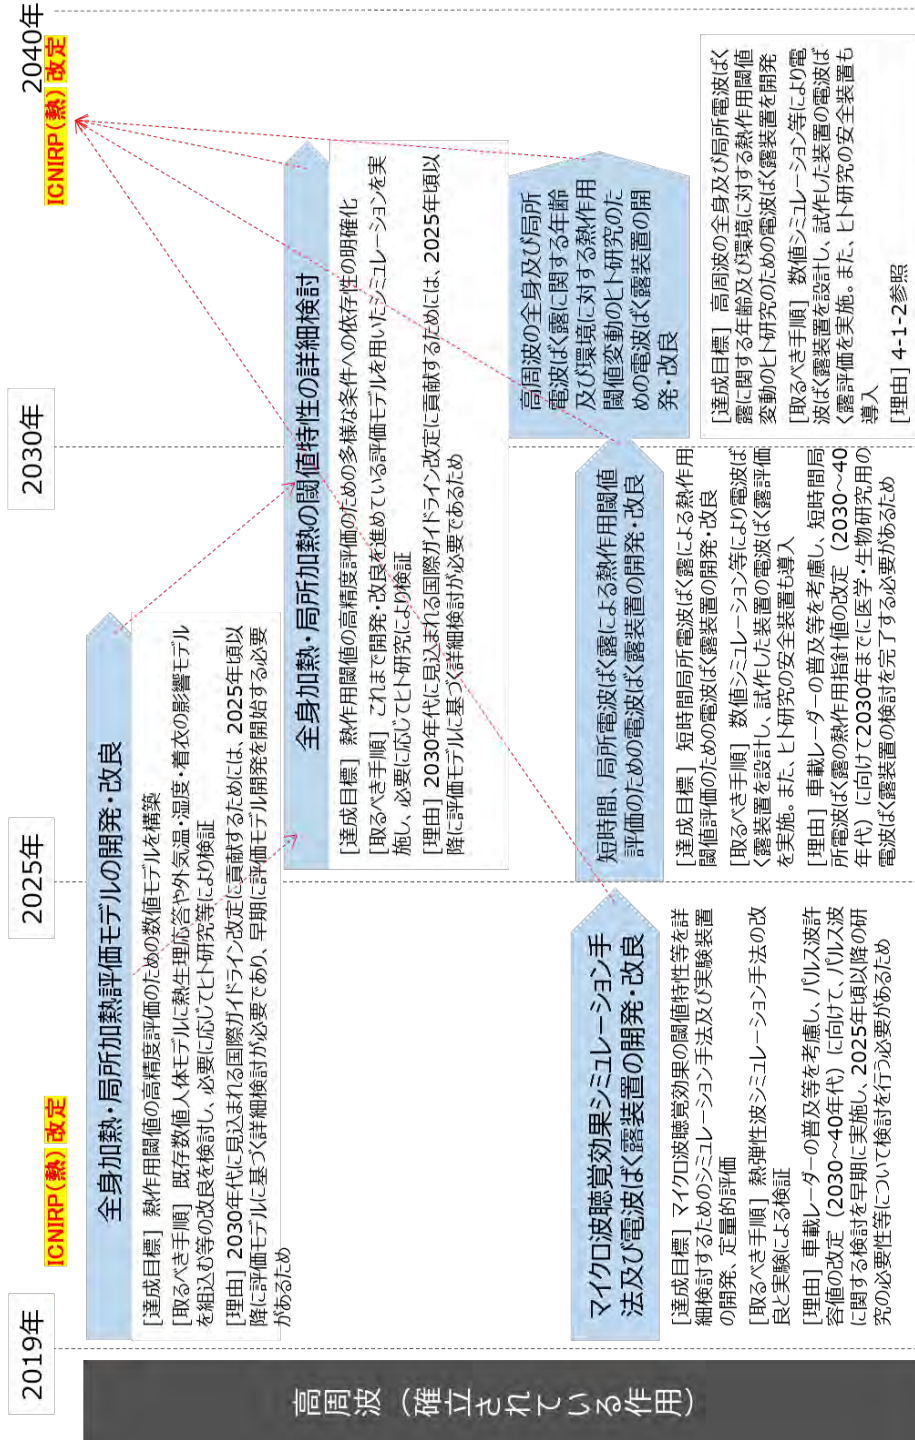 2019年
2025年
2030年
2040年
ICNIRP(熱) 改定
ICNIRP(熱) 改定
高周波（確立されている作用）
全身加熱・局所加熱評価モデルの開発・改良
[達成目標] 熱作用閾値の高精度評価のための数値モデルを構築
[取るべき手順] 既存数値人体モデルに熱生理応答や外気温・湿度・着衣の影響モデル
を組込む等の改良を検討し、必要に応じてヒト研究等により検証
[理由] 2030年代に見込まれる国際ガイドライン改定に貢献するためには、2025年頃以
降に評価モデルに基づく詳細検討が必要であり、早期に評価モデル開発を開始する必要
があるため
全身加熱・局所加熱の閾値特性の詳細検討
[達成目標] 熱作用閾値の高精度評価のための多様な条件への依存性の明確化
[取るべき手順] これまで開発・改良を進めている評価モデルを用いたシミュレーションを実
施し、必要に応じてヒト研究により検証
[理由] 2030年代に見込まれる国際ガイドライン改定に貢献するためには、2025年頃以
降に評価モデルに基づく詳細検討が必要であるため
マイクロ波聴覚効果シミュレーション手
法及び電波ばく露装置の開発・改良
[達成目標] マイクロ波聴覚効果の閾値特性等を詳
細検討するためのシミュレーション手法及び実験装置
の開発、定量的評価
[取るべき手順] 熱弾性波シミュレーション手法の改
良と実験による検証
[理由] 車載レーダーの普及等を考慮し、パルス波許
容値の改定（2030～40年代）に向けて、パルス波
に関する検討を早期に実施し、2025年頃以降の研
究の必要性等について検討を行う必要があるため
短時間、局所電波ばく露による熱作用閾値
評価のための電波ばく露装置の開発・改良
[達成目標] 短時間局所電波ばく露による熱作用
閾値評価のための電波ばく露装置の開発・改良
[取るべき手順] 数値シミュレーション等により電波ば
く露装置を設計し、試作した装置の電波ばく露評価
を実施。また、ヒト研究の安全装置も導入
[理由] 車載レーダーの普及等を考慮し、短時間局
所電波ばく露の熱作用指針値の改定（2030～40
年代）に向けて2030年までに医学・生物研究用の
電波ばく露装置の検討を完了する必要があるため
高周波の全身及び局所
電波ばく露に関する年齢
及び環境に対する熱作用
閾値変動のヒト研究のた
めの電波ばく露装置の開
発・改良
[達成目標] 高周波の全身及び局所電波ばく
露に関する年齢及び環境に対する熱作用閾値
変動のヒト研究のための電波ばく露装置を開発
[取るべき手順] 数値シミュレーション等により電
波ばく露装置を設計し、試作した装置の電波ば
く露評価を実施。また、ヒト研究の安全装置も
導入
[理由] 4-1-2参照